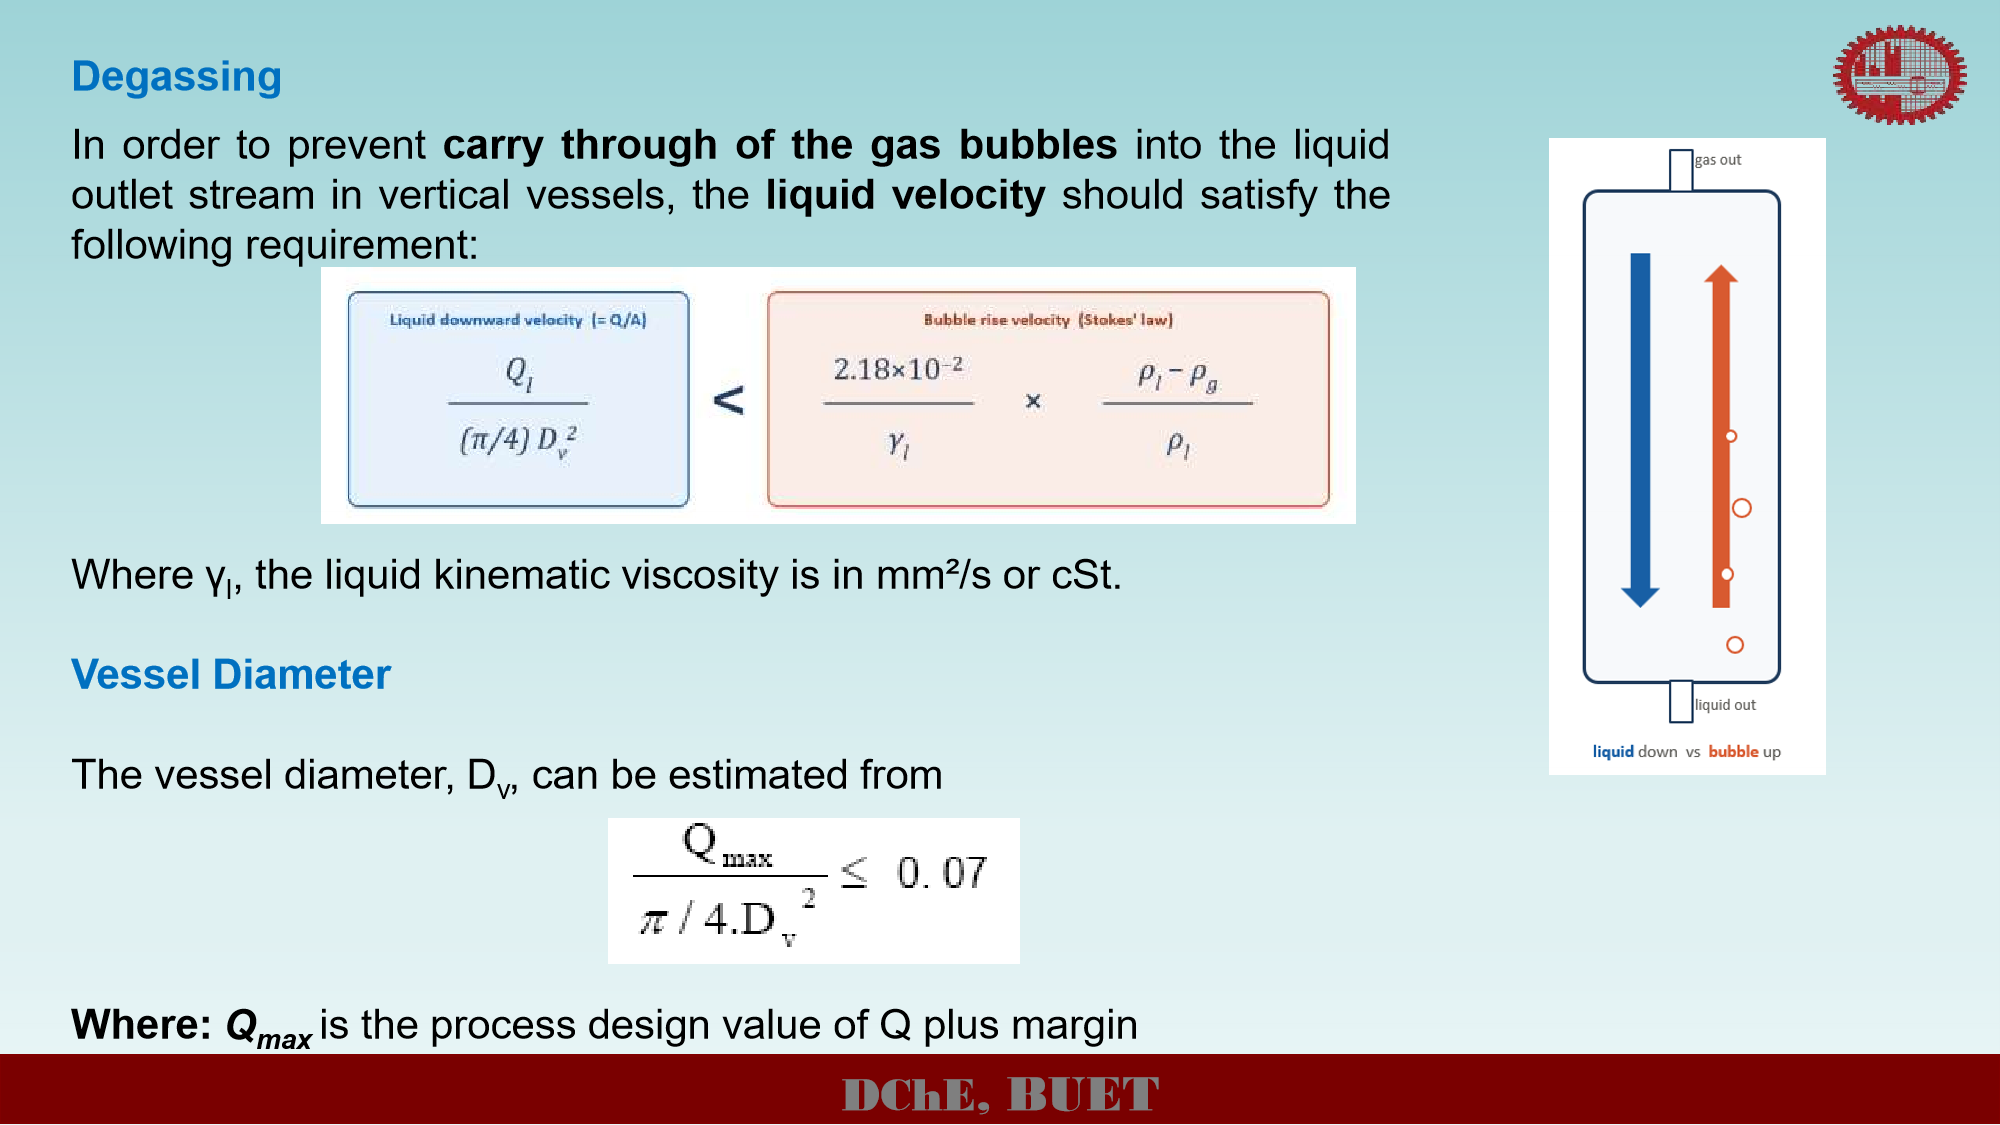 Degassing
In order to prevent carry through of the gas bubbles into the liquid
outlet stream in vertical vessels, the liquid velocity should satisfy the
following requirement:
Liquid downward velocity (= Q/A)
Q_l
(π/4) D_v²
<
Bubble rise velocity (Stokes' law)
2.18×10⁻²
γ_l
×
ρ_l − ρ_g
ρ_l
Where γ_l, the liquid kinematic viscosity is in mm²/s or cSt.
Vessel Diameter
The vessel diameter, D_v, can be estimated from
Q_max
π / 4.D_v² ≤ 0. 07
Where: Q_max is the process design value of Q plus margin
gas out
liquid out
liquid down vs bubble up
DChE, BUET